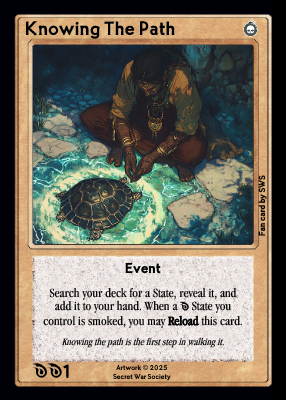 Knowing The Path
Fan card by SWS
Event
Search your deck for a State, reveal it, and
add it to your hand. When a State you
control is smoked, you may Reload this card.
Knowing the path is the first step in walking it.
1
Artwork © 2025
Secret War Society